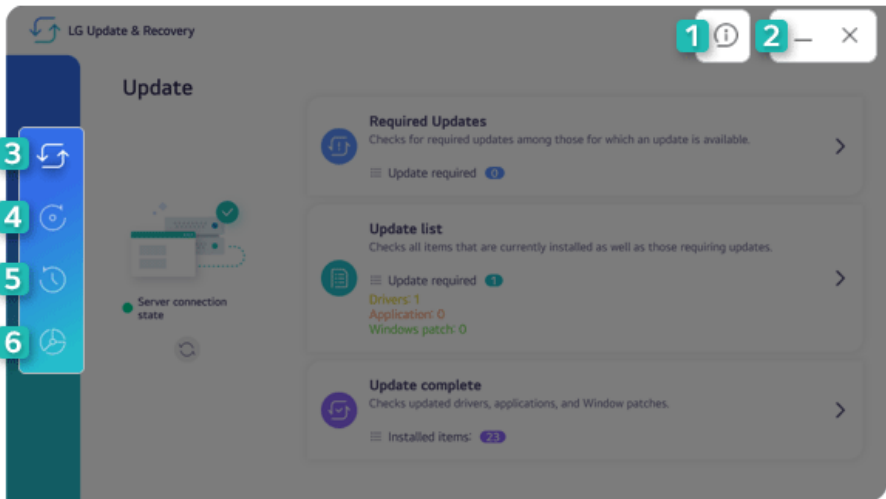 LG Update & Recovery
1
2
Update
Required Updates
Checks for required updates among those for which an update is available.
Update required 0
3
4
5
6
Update list
Checks all items that are currently installed as well as those requiring updates.
Update required 1
Drivers: 1
Application: 0
Windows patch: 0
Server connection
state
Update complete
Checks updated drivers, applications, and Window patches.
Installed items: 23